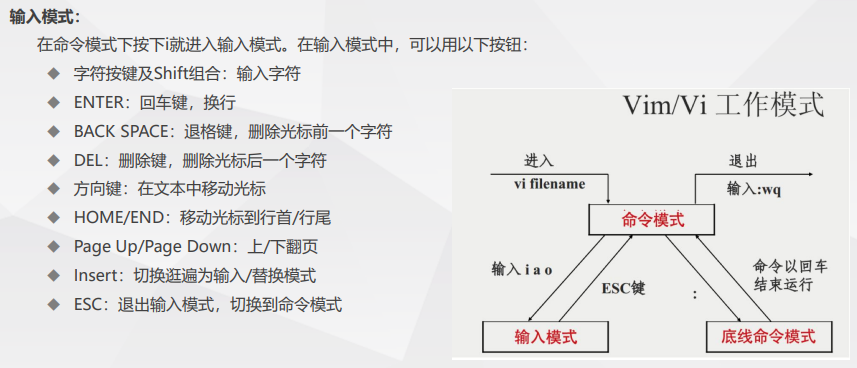 输入模式：
在命令模式下按下i就进入输入模式。在输入模式中，可以用以下按钮：
字符按键及Shift组合：输入字符
ENTER：回车键，换行
BACK SPACE：退格键，删除光标前一个字符
DEL：删除键，删除光标后一个字符
方向键：在文本中移动光标
HOME/END：移动光标到行首/行尾
Page Up/Page Down：上/下翻页
Insert：切换逛遍为输入/替换模式
ESC：退出输入模式，切换到命令模式
Vim/Vi 工作模式
进入
vi filename
退出
输入:wq
命令模式
输入 i a o
ESC键
:
命令以回车
结束运行
输入模式
底线命令模式